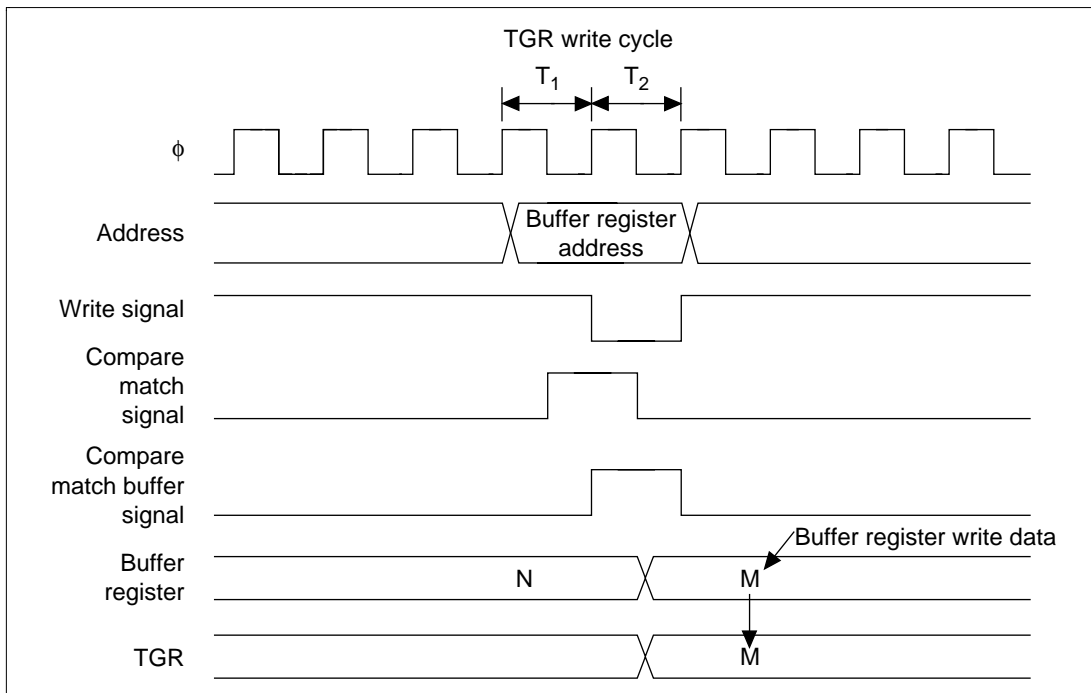 TGR write cycle
T1 T2
ϕ
Address
Buffer register
address
Write signal
Compare
match
signal
Compare
match buffer
signal
Buffer register write data
Buffer
register
N M
TGR M